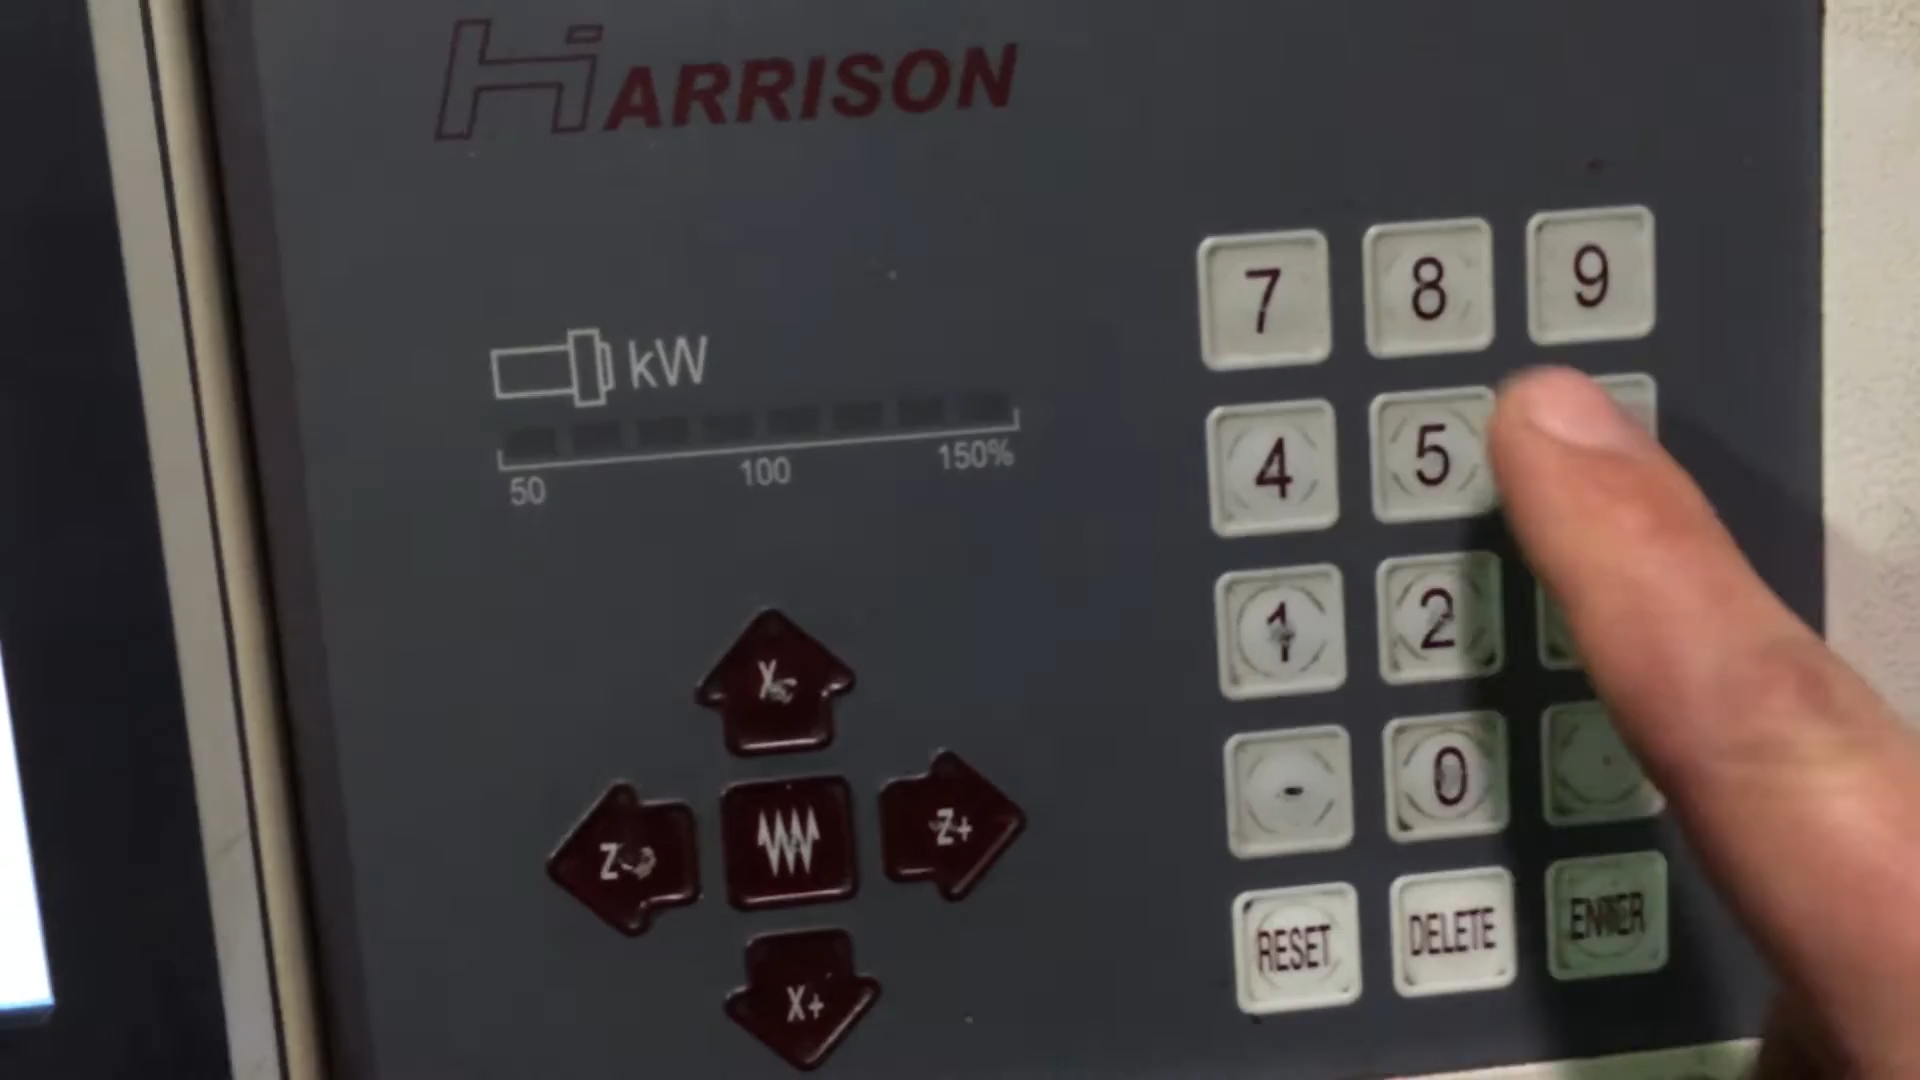 HARRISON
kW
50 100 150%
7 8 9
4 5
1 2
- 0 .
RESET DELETE ENTER
X-
Z- Z+
X+